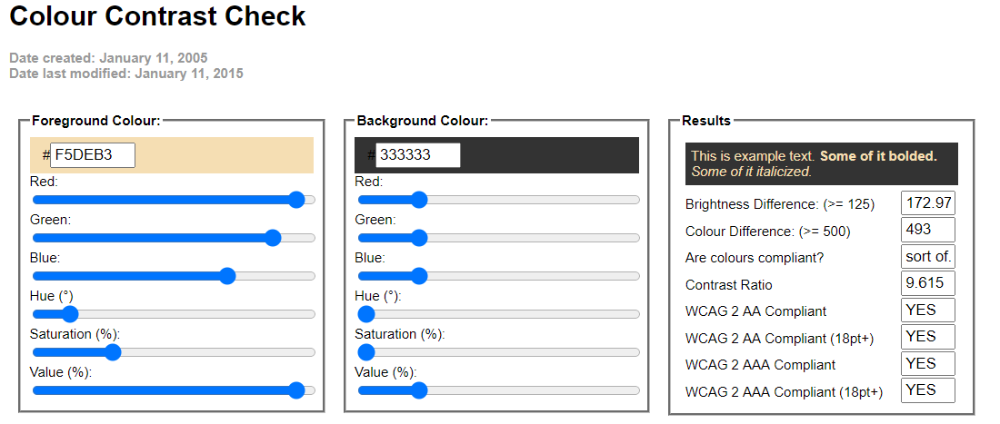 Colour Contrast Check
Date created: January 11, 2005
Date last modified: January 11, 2015
Foreground Colour:
#F5DEB3
Red:
Green:
Blue:
Hue (°)
Saturation (%):
Value (%):
Background Colour:
#333333
Red:
Green:
Blue:
Hue (°):
Saturation (%):
Value (%):
Results
This is example text. Some of it bolded.
Some of it italicized.
Brightness Difference: (>= 125) 172.97
Colour Difference: (>= 500) 493
Are colours compliant? sort of.
Contrast Ratio 9.615
WCAG 2 AA Compliant YES
WCAG 2 AA Compliant (18pt+) YES
WCAG 2 AAA Compliant YES
WCAG 2 AAA Compliant (18pt+) YES